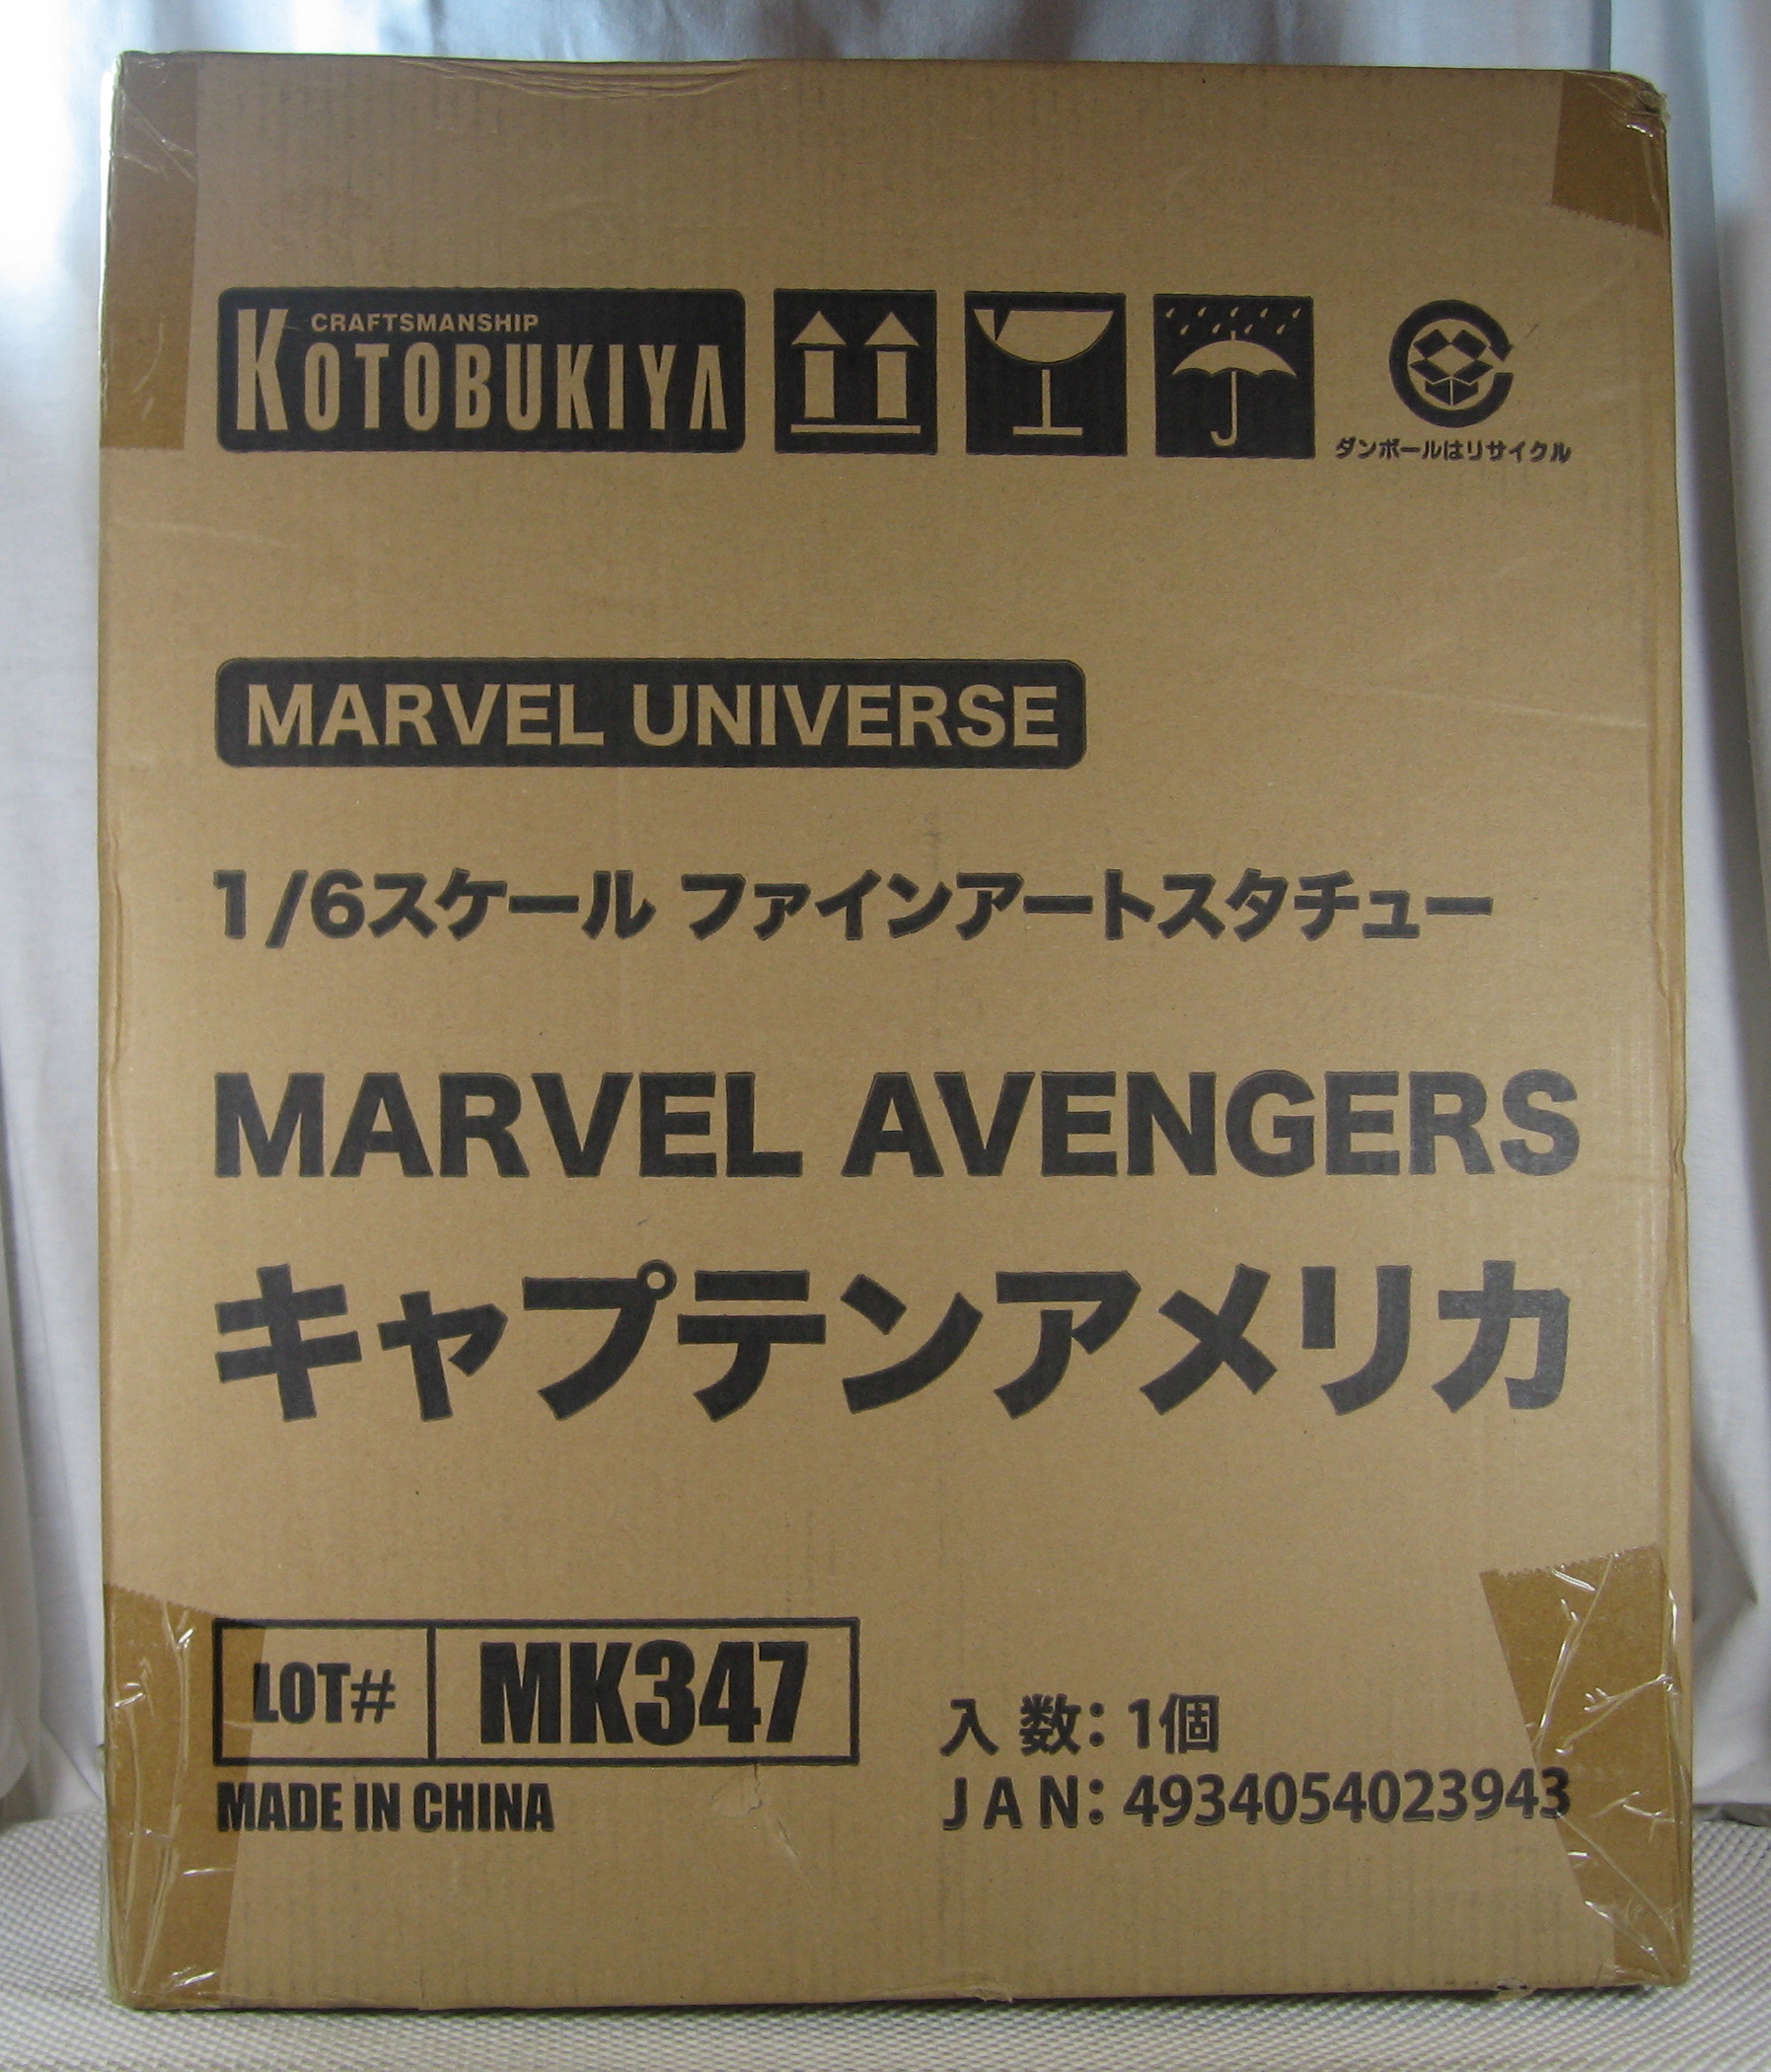 CRAFTSMANSHIP
KOTOBUKIYA
ダンボールはリサイクル
MARVEL UNIVERSE
1/6スケール ファインアートスタチュー
MARVEL AVENGERS
キャプテンアメリカ
LOT# MK347
MADE IN CHINA
入数：1個
JAN：4934054023943